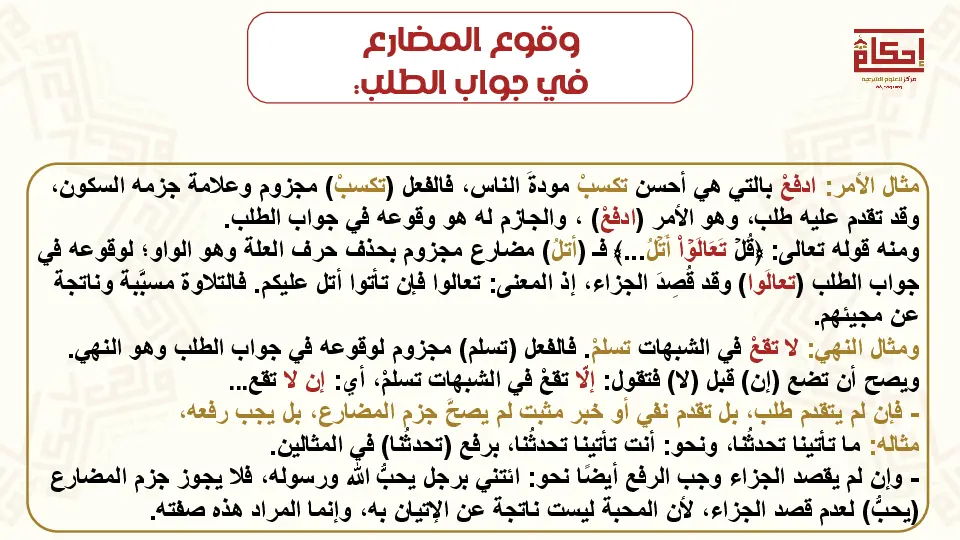 وقوع المضارع
في جواب الطلب:
إحكام
مركز للعلوم الشرعية
مثال الأمر: ادفعْ بالتي هي أحسن تكسبْ مودةَ الناس، فالفعل (تكسبْ) مجزوم وعلامة جزمه السكون،
وقد تقدم عليه طلب، وهو الأمر (ادفعْ) ، والجازم له هو وقوعه في جواب الطلب.
ومنه قوله تعالى: ﴿قُلۡ تَعَالَوۡاْ أَتۡلُ...﴾ فـ (أتلُ) مضارع مجزوم بحذف حرف العلة وهو الواو؛ لوقوعه في
جواب الطلب (تعالَوا) وقد قُصِدَ الجزاء، إذ المعنى: تعالوا فإن تأتوا أتل عليكم. فالتلاوة مسبَّبة وناتجة
عن مجيئهم.
ومثال النهي: لا تقعْ في الشبهات تسلمْ. فالفعل (تسلم) مجزوم لوقوعه في جواب الطلب وهو النهي.
ويصح أن تضع (إن) قبل (لا) فتقول: إلّا تقعْ في الشبهات تسلمْ، أي: إن لا تقع...
- فإن لم يتقدم طلب، بل تقدم نفي أو خبر مثبت لم يصحَّ جزم المضارع، بل يجب رفعه،
مثاله: ما تأتينا تحدثُنا، ونحو: أنت تأتينا تحدثُنا، برفع (تحدثُنا) في المثالين.
- وإن لم يقصد الجزاء وجب الرفع أيضًا نحو: ائتني برجل يحبُّ الله ورسوله، فلا يجوز جزم المضارع
(يحبُّ) لعدم قصد الجزاء، لأن المحبة ليست ناتجة عن الإتيان به، وإنما المراد هذه صفته.